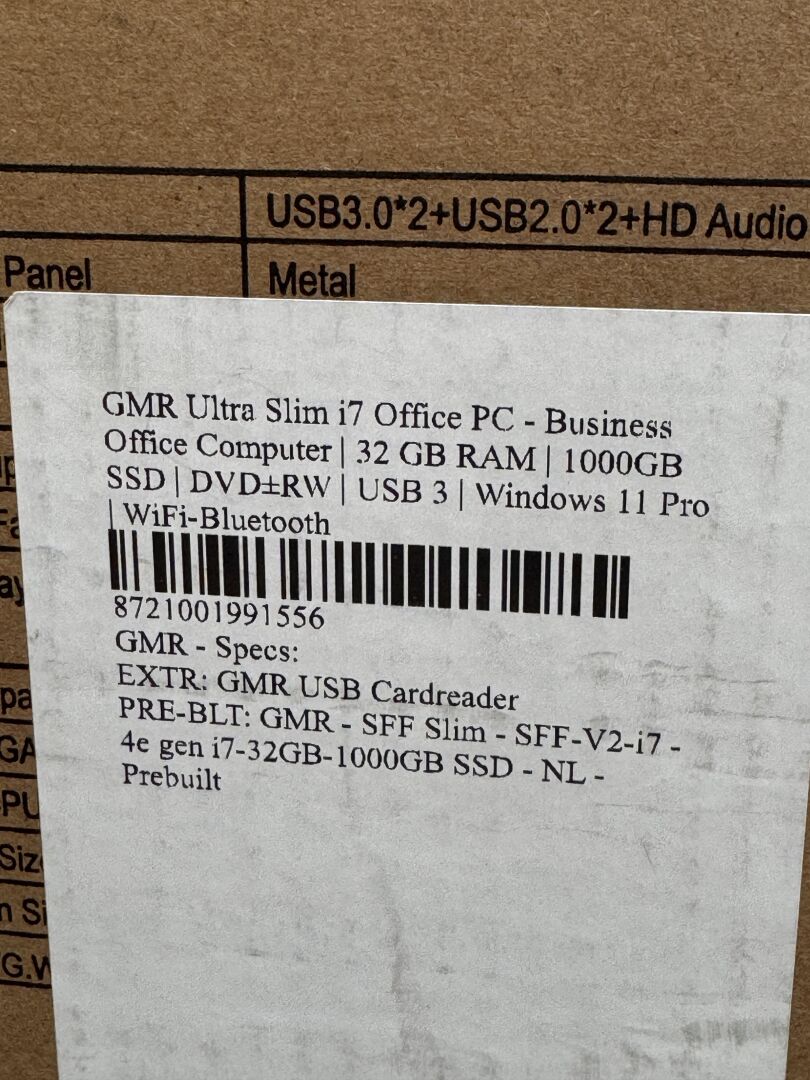 USB3.0*2+USB2.0*2+HD Audio
Panel
Metal
GMR Ultra Slim i7 Office PC - Business
Office Computer | 32 GB RAM | 1000GB
SSD | DVD±RW | USB 3 | Windows 11 Pro
| WiFi-Bluetooth
8721001991556
GMR - Specs:
EXTR: GMR USB Cardreader
PRE-BLT: GMR - SFF Slim - SFF-V2-i7 -
4e gen i7-32GB-1000GB SSD - NL -
Prebuilt